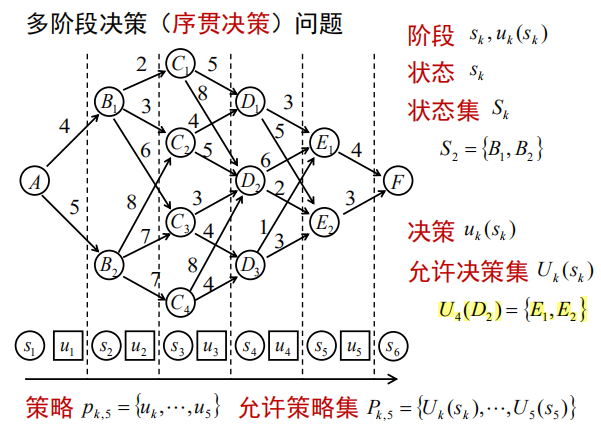 多阶段决策（序贯决策）问题
阶段 s_k, u_k(s_k)
状态 s_k
状态集 S_k
S_2 = {B_1, B_2}
决策 u_k(s_k)
允许决策集 U_k(s_k)
U_4(D_2) = {E_1, E_2}
A
4
5
B_1
B_2
2
3
6
8
7
7
C_1
C_2
C_3
C_4
5
8
4
5
3
4
8
4
D_1
D_2
D_3
3
5
6
2
1
3
E_1
E_2
4
3
F
s_1 u_1 s_2 u_2 s_3 u_3 s_4 u_4 s_5 u_5 s_6
策略 p_{k,5} = {u_k, ⋯, u_5} 允许策略集 P_{k,5} = {U_k(s_k), ⋯, U_5(s_5)}